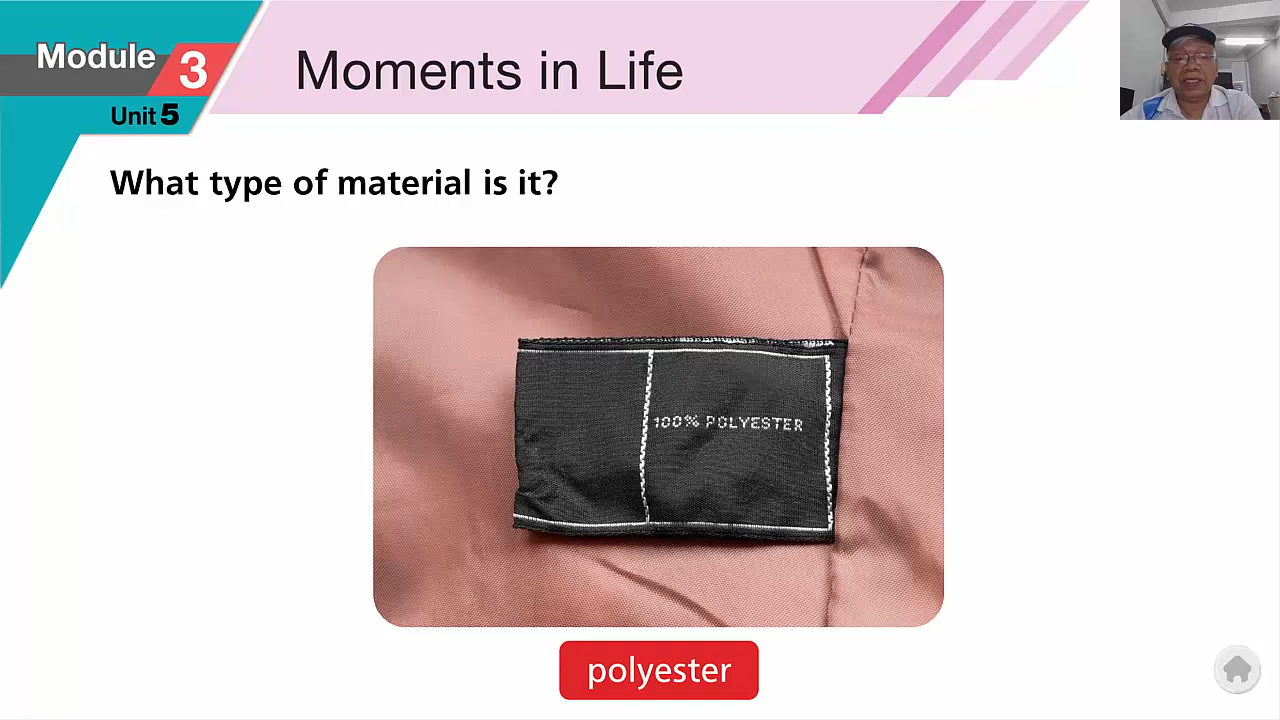 Module 3
Unit 5
Moments in Life
What type of material is it?
100% POLYESTER
polyester